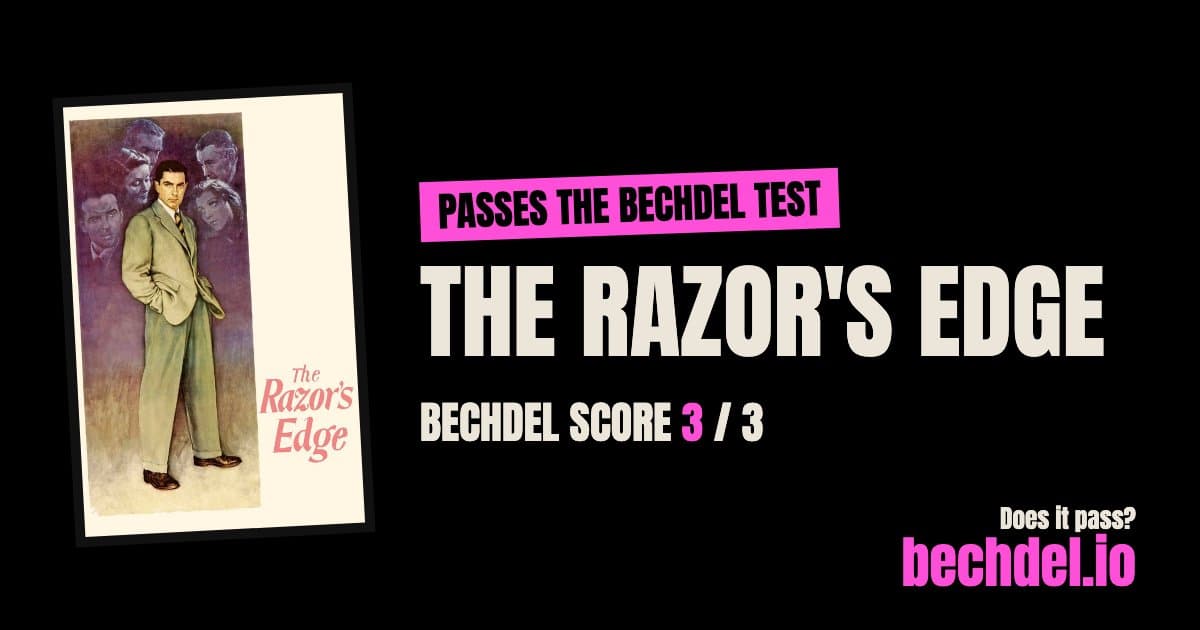 The
Razor's
Edge
PASSES THE BECHDEL TEST
THE RAZOR'S EDGE
BECHDEL SCORE 3 / 3
Does it pass?
bechdel.io